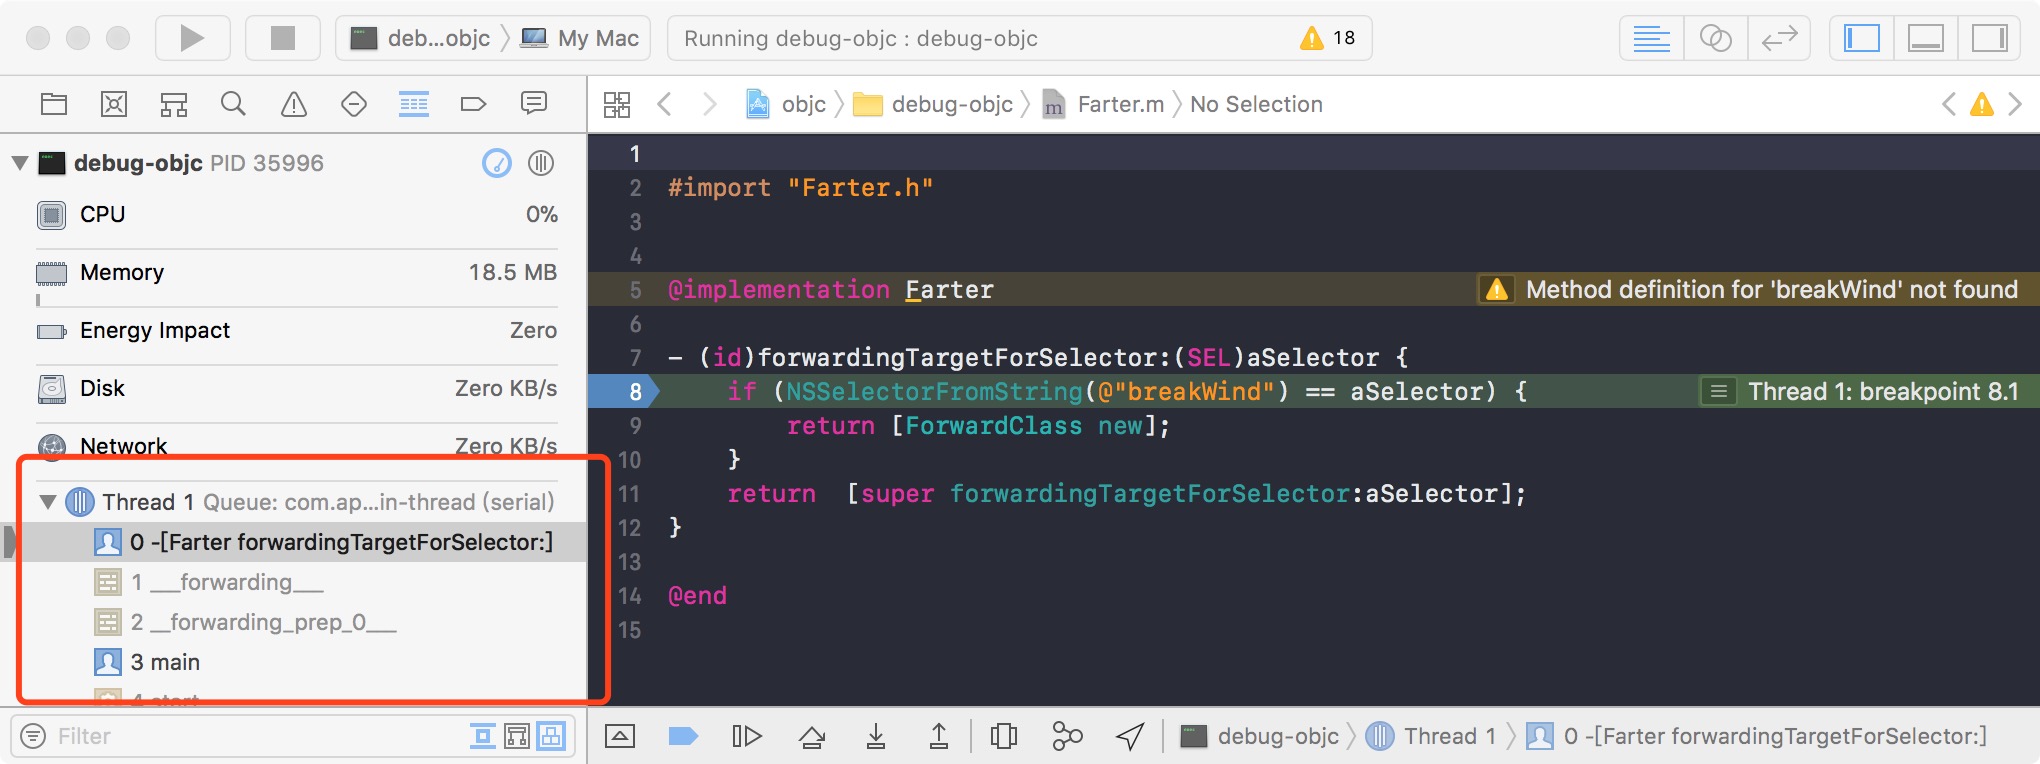 deb...objc 〉 My Mac
Running debug-objc : debug-objc
18
objc 〉 debug-objc 〉 Farter.m 〉 No Selection
debug-objc PID 35996
CPU 0%
Memory 18.5 MB
Energy Impact Zero
Disk Zero KB/s
Network Zero KB/s
Thread 1 Queue: com.ap...in-thread (serial)
0 -[Farter forwardingTargetForSelector:]
1 ___forwarding___
2 __forwarding_prep_0___
3 main
4 start
Filter
1
2 #import "Farter.h"
3
4
5 @implementation Farter
Method definition for 'breakWind' not found
6
7 - (id)forwardingTargetForSelector:(SEL)aSelector {
8 if (NSSelectorFromString(@"breakWind") == aSelector) {
Thread 1: breakpoint 8.1
9 return [ForwardClass new];
10 }
11 return  [super forwardingTargetForSelector:aSelector];
12 }
13
14 @end
15
debug-objc 〉 Thread 1 〉 0 -[Farter forwardingTargetForSelector:]